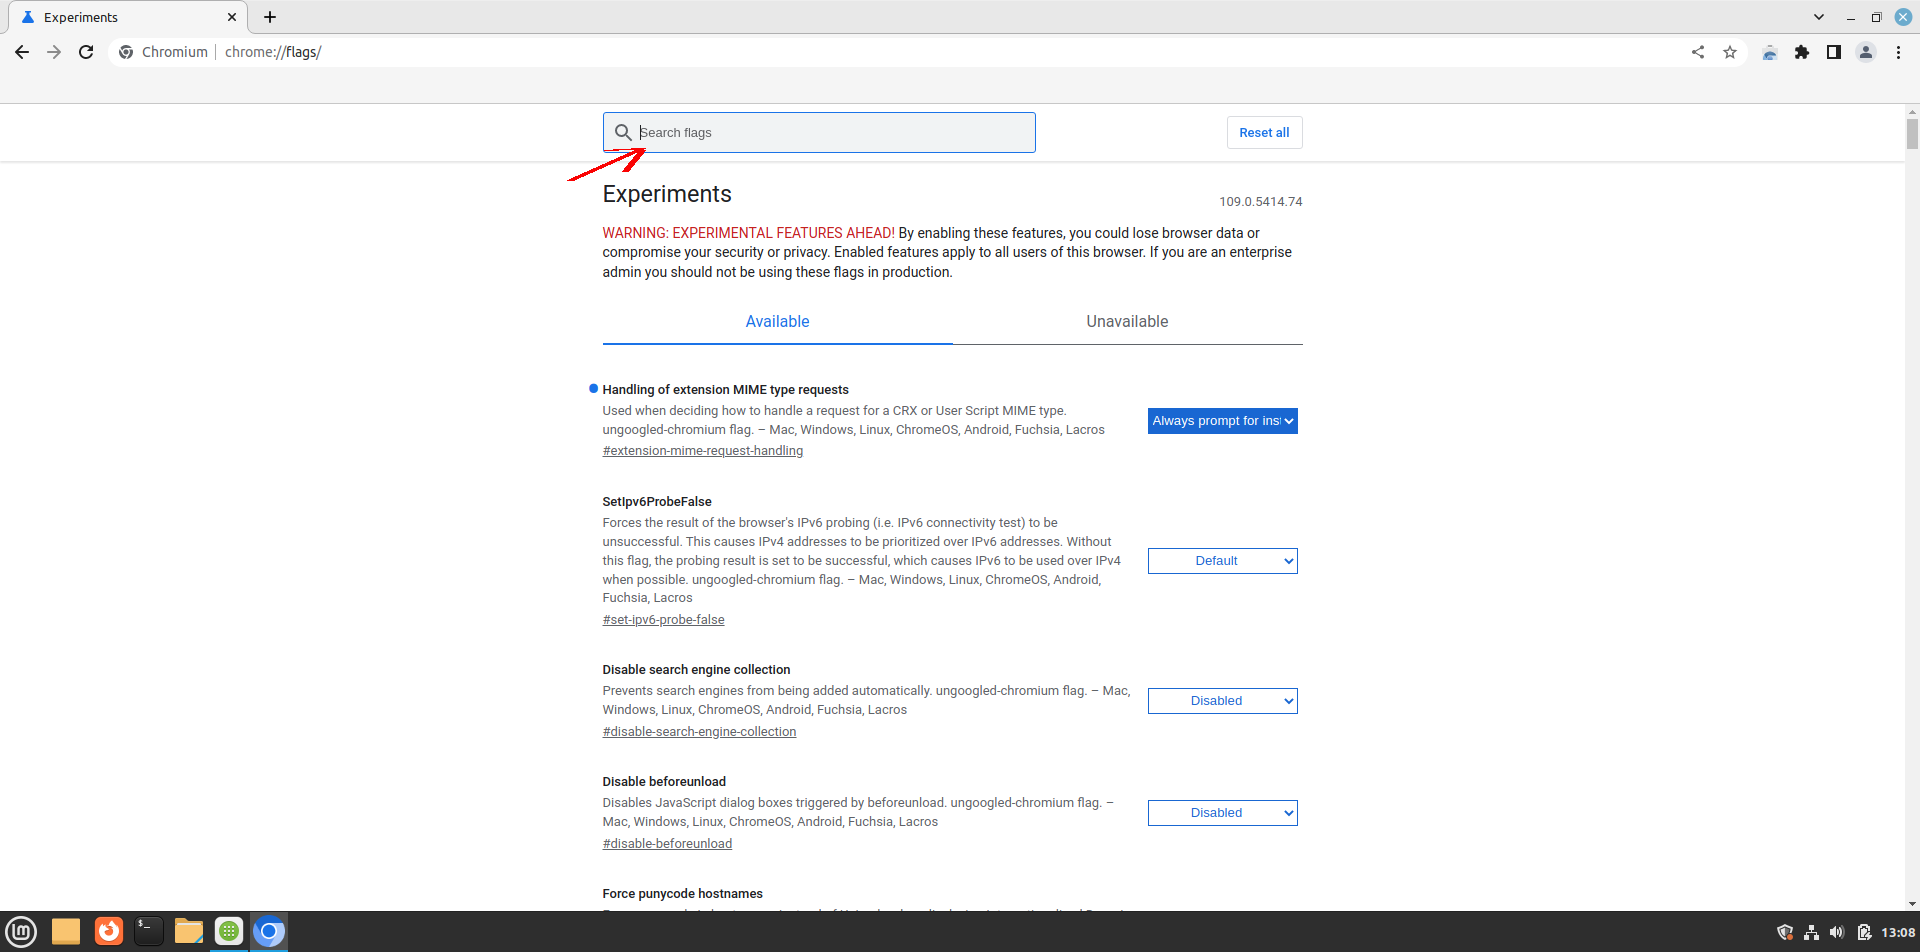 Experiments
Chromium chrome://flags/
Search flags
Reset all
Experiments
109.0.5414.74
WARNING: EXPERIMENTAL FEATURES AHEAD! By enabling these features, you could lose browser data or
compromise your security or privacy. Enabled features apply to all users of this browser. If you are an enterprise
admin you should not be using these flags in production.
Available
Unavailable
Handling of extension MIME type requests
Used when deciding how to handle a request for a CRX or User Script MIME type.
ungoogled-chromium flag. – Mac, Windows, Linux, ChromeOS, Android, Fuchsia, Lacros
#extension-mime-request-handling
Always prompt for ins
SetIpv6ProbeFalse
Forces the result of the browser's IPv6 probing (i.e. IPv6 connectivity test) to be
unsuccessful. This causes IPv4 addresses to be prioritized over IPv6 addresses. Without
this flag, the probing result is set to be successful, which causes IPv6 to be used over IPv4
when possible. ungoogled-chromium flag. – Mac, Windows, Linux, ChromeOS, Android,
Fuchsia, Lacros
#set-ipv6-probe-false
Default
Disable search engine collection
Prevents search engines from being added automatically. ungoogled-chromium flag. – Mac,
Windows, Linux, ChromeOS, Android, Fuchsia, Lacros
#disable-search-engine-collection
Disabled
Disable beforeunload
Disables JavaScript dialog boxes triggered by beforeunload. ungoogled-chromium flag. –
Mac, Windows, Linux, ChromeOS, Android, Fuchsia, Lacros
#disable-beforeunload
Disabled
Force punycode hostnames
13:08